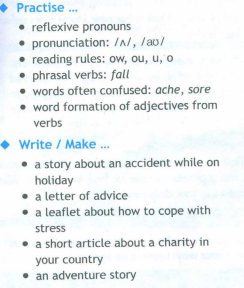 ◆ Practise ...
• reflexive pronouns
• pronunciation: /ʌ/, /aʊ/
• reading rules: ow, ou, u, o
• phrasal verbs: fall
• words often confused: ache, sore
• word formation of adjectives from
verbs
◆ Write / Make ...
• a story about an accident while on
holiday
• a letter of advice
• a leaflet about how to cope with
stress
• a short article about a charity in
your country
• an adventure story